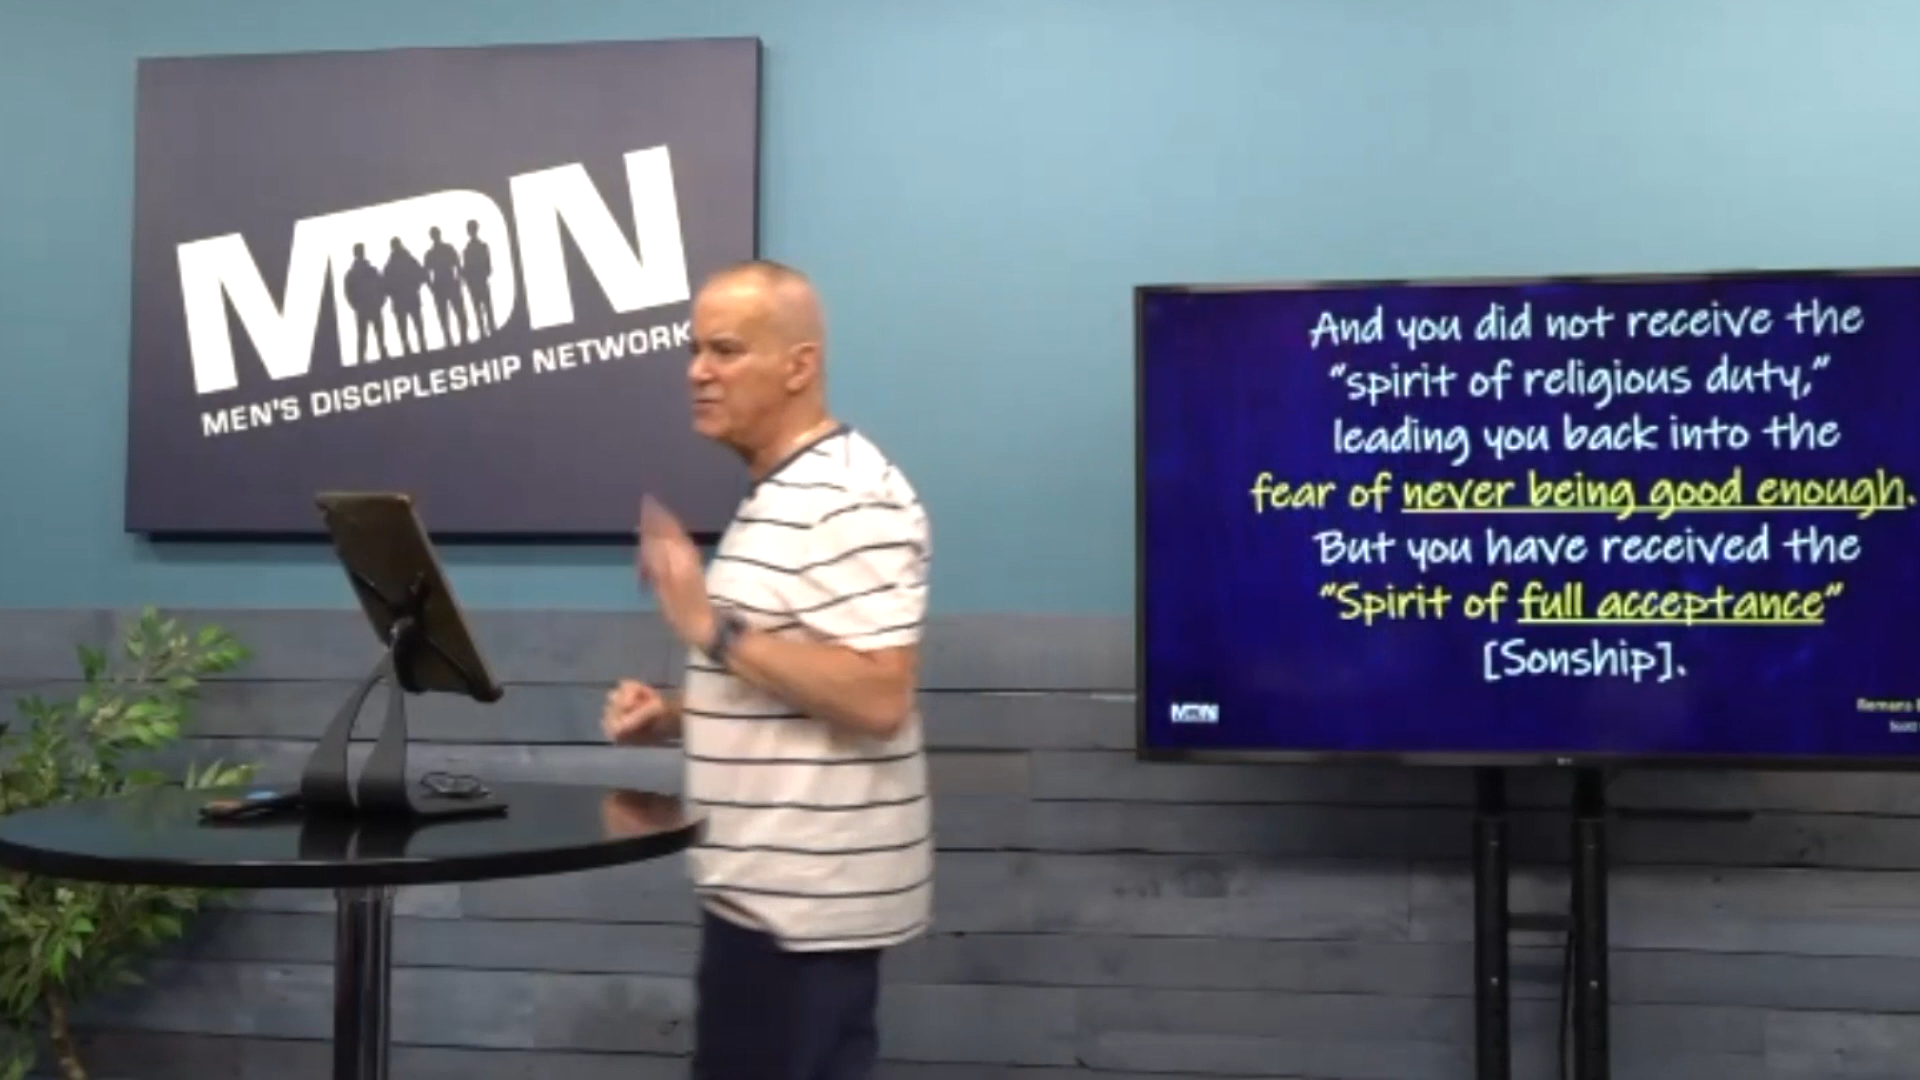 MDN
MEN'S DISCIPLESHIP NETWORK
And you did not receive the
“spirit of religious duty,”
leading you back into the
fear of never being good enough.
But you have received the
“Spirit of full acceptance”
[Sonship].
MDN
Romans